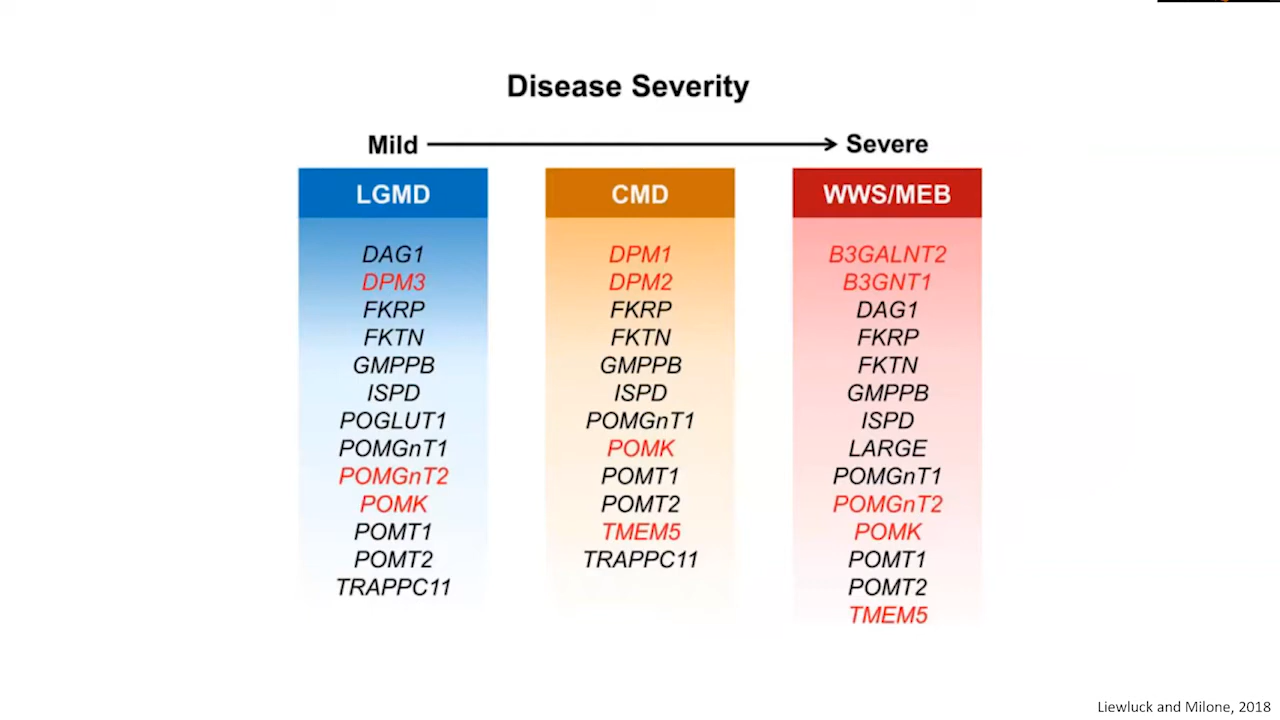 Disease Severity
Mild
Severe
LGMD
DAG1
DPM3
FKRP
FKTN
GMPPB
ISPD
POGLUT1
POMGnT1
POMGnT2
POMK
POMT1
POMT2
TRAPPC11
CMD
DPM1
DPM2
FKRP
FKTN
GMPPB
ISPD
POMGnT1
POMK
POMT1
POMT2
TMEM5
TRAPPC11
WWS/MEB
B3GALNT2
B3GNT1
DAG1
FKRP
FKTN
GMPPB
ISPD
LARGE
POMGnT1
POMGnT2
POMK
POMT1
POMT2
TMEM5
Liewluck and Milone, 2018